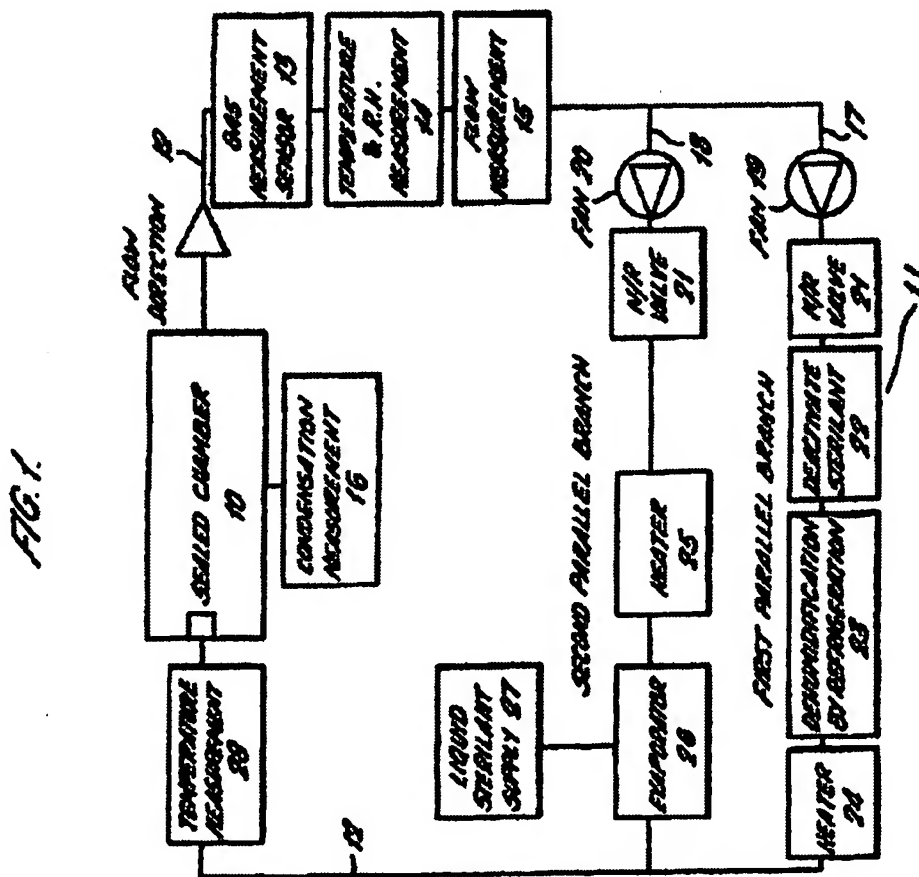 FIG. 1.
FLOW
DIRECTION
12
GAS
MEASUREMENT
SENSOR 13
TEMPERATURE
& R.H.
MEASUREMENT
14
FLOW
MEASUREMENT
15
SEALED CHAMBER
10
CONDENSATION
MEASUREMENT
16
TEMPERATURE
MEASUREMENT
28
FAN 20
18
N/R
VALVE
21
SECOND PARALLEL BRANCH
HEATER
25
EVAPORATOR
26
LIQUID
STERILANT
SUPPLY 27
12
FAN 19
17
N/R
VALVE
21
11
FIRST PARALLEL BRANCH
DEACTIVATE
STERILANT
22
DEHUMIDIFICATION
BY REFRIGERATION
23
HEATER
24